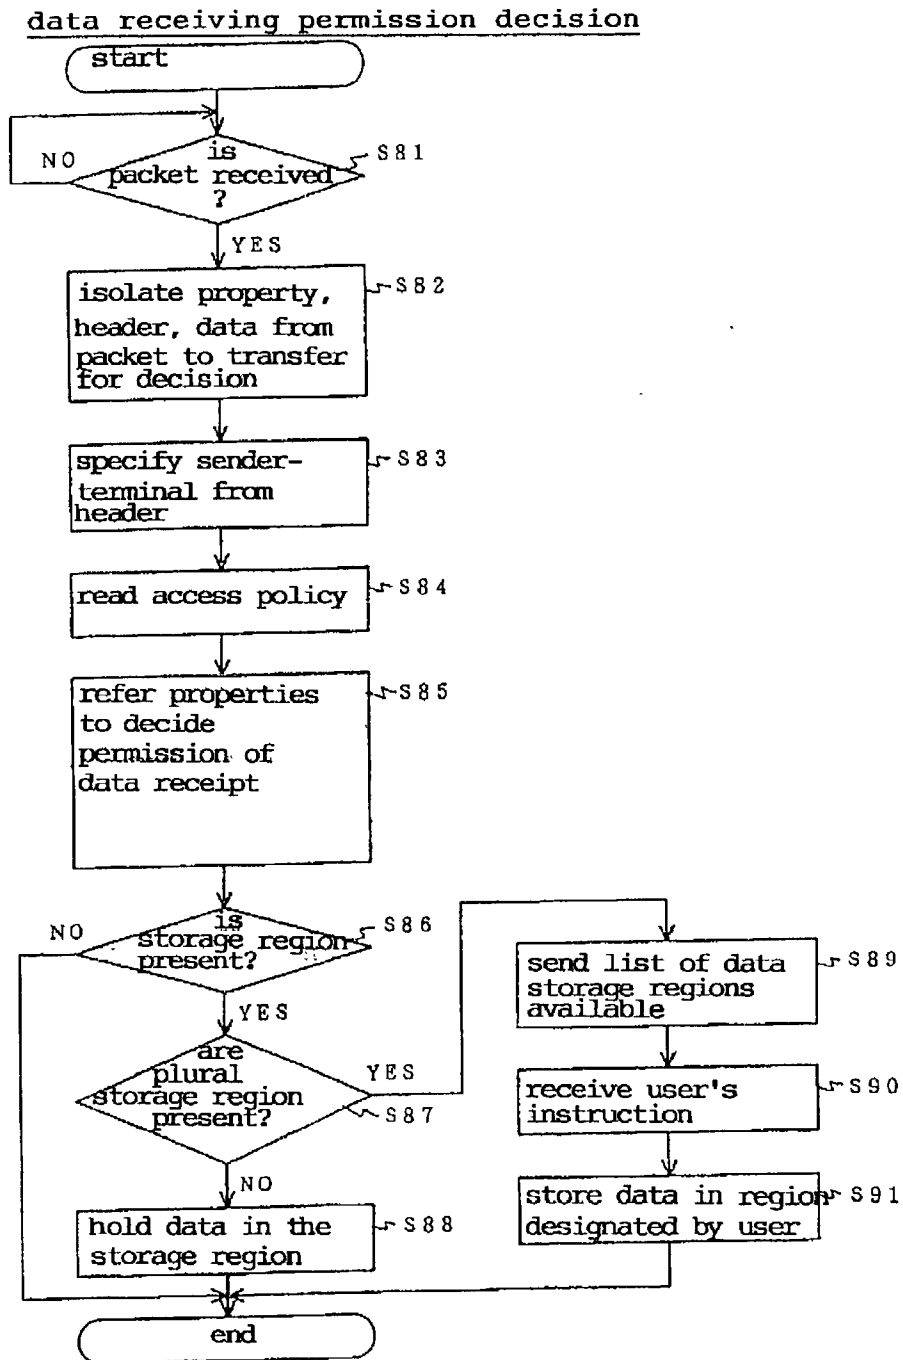 data receiving permission decision
start
is
packet received
?
S81
NO
YES
isolate property,
header, data from
packet to transfer
for decision
S82
specify sender-
terminal from
header
S83
read access policy
S84
refer properties
to decide
permission of
data receipt
S85
is
storage region
present?
S86
NO
YES
are
plural
storage region
present?
S87
YES
NO
hold data in the
storage region
S88
send list of data
storage regions
available
S89
receive user's
instruction
S90
store data in region
designated by user
S91
end